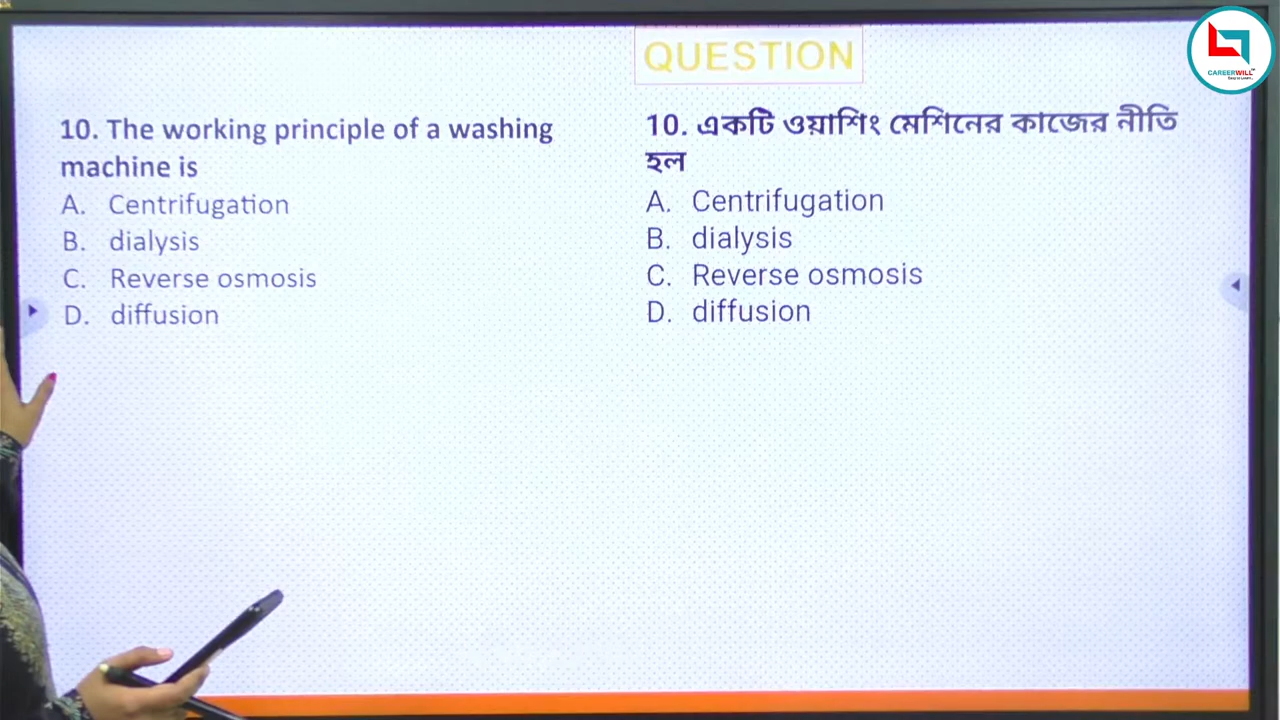 QUESTION
10. The working principle of a washing
machine is
A. Centrifugation
B. dialysis
C. Reverse osmosis
D. diffusion
10. একটি ওয়াশিং মেশিনের কাজের নীতি
হল
A. Centrifugation
B. dialysis
C. Reverse osmosis
D. diffusion
CAREERWILL